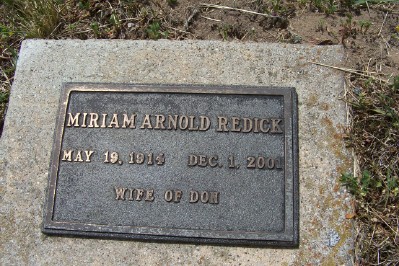 MIRIAM ARNOLD REDICK
MAY 19, 1914 DEC. 1, 2001
WIFE OF DON